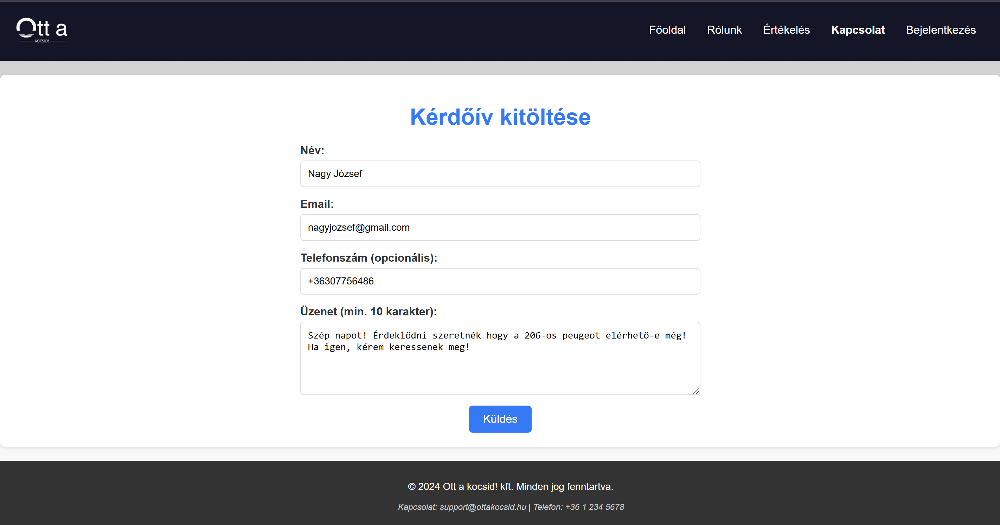 Ott a
KOCSID!
Főoldal Rólunk Értékelés Kapcsolat Bejelentkezés
Kérdőív kitöltése
Név:
Nagy József
Email:
nagyjozsef@gmail.com
Telefonszám (opcionális):
+36307756486
Üzenet (min. 10 karakter):
Szép napot! Érdeklődni szeretnék hogy a 206-os peugeot elérhető-e még!
Ha igen, kérem keressenek meg!
Küldés
© 2024 Ott a kocsid! kft. Minden jog fenntartva.
Kapcsolat: support@ottakocsid.hu | Telefon: +36 1 234 5678